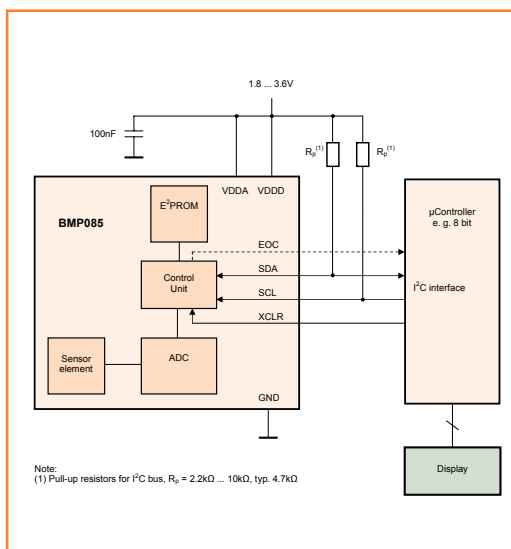 1.8 ... 3.6V
100nF
Rp(1)
Rp(1)
VDDA
VDDD
E²PROM
BMP085
µController
e. g. 8 bit
EOC
Control
Unit
SDA
I²C interface
SCL
XCLR
Sensor
element
ADC
GND
Display
Note:
(1) Pull-up resistors for I²C bus, Rp = 2.2kΩ ... 10kΩ, typ. 4.7kΩ